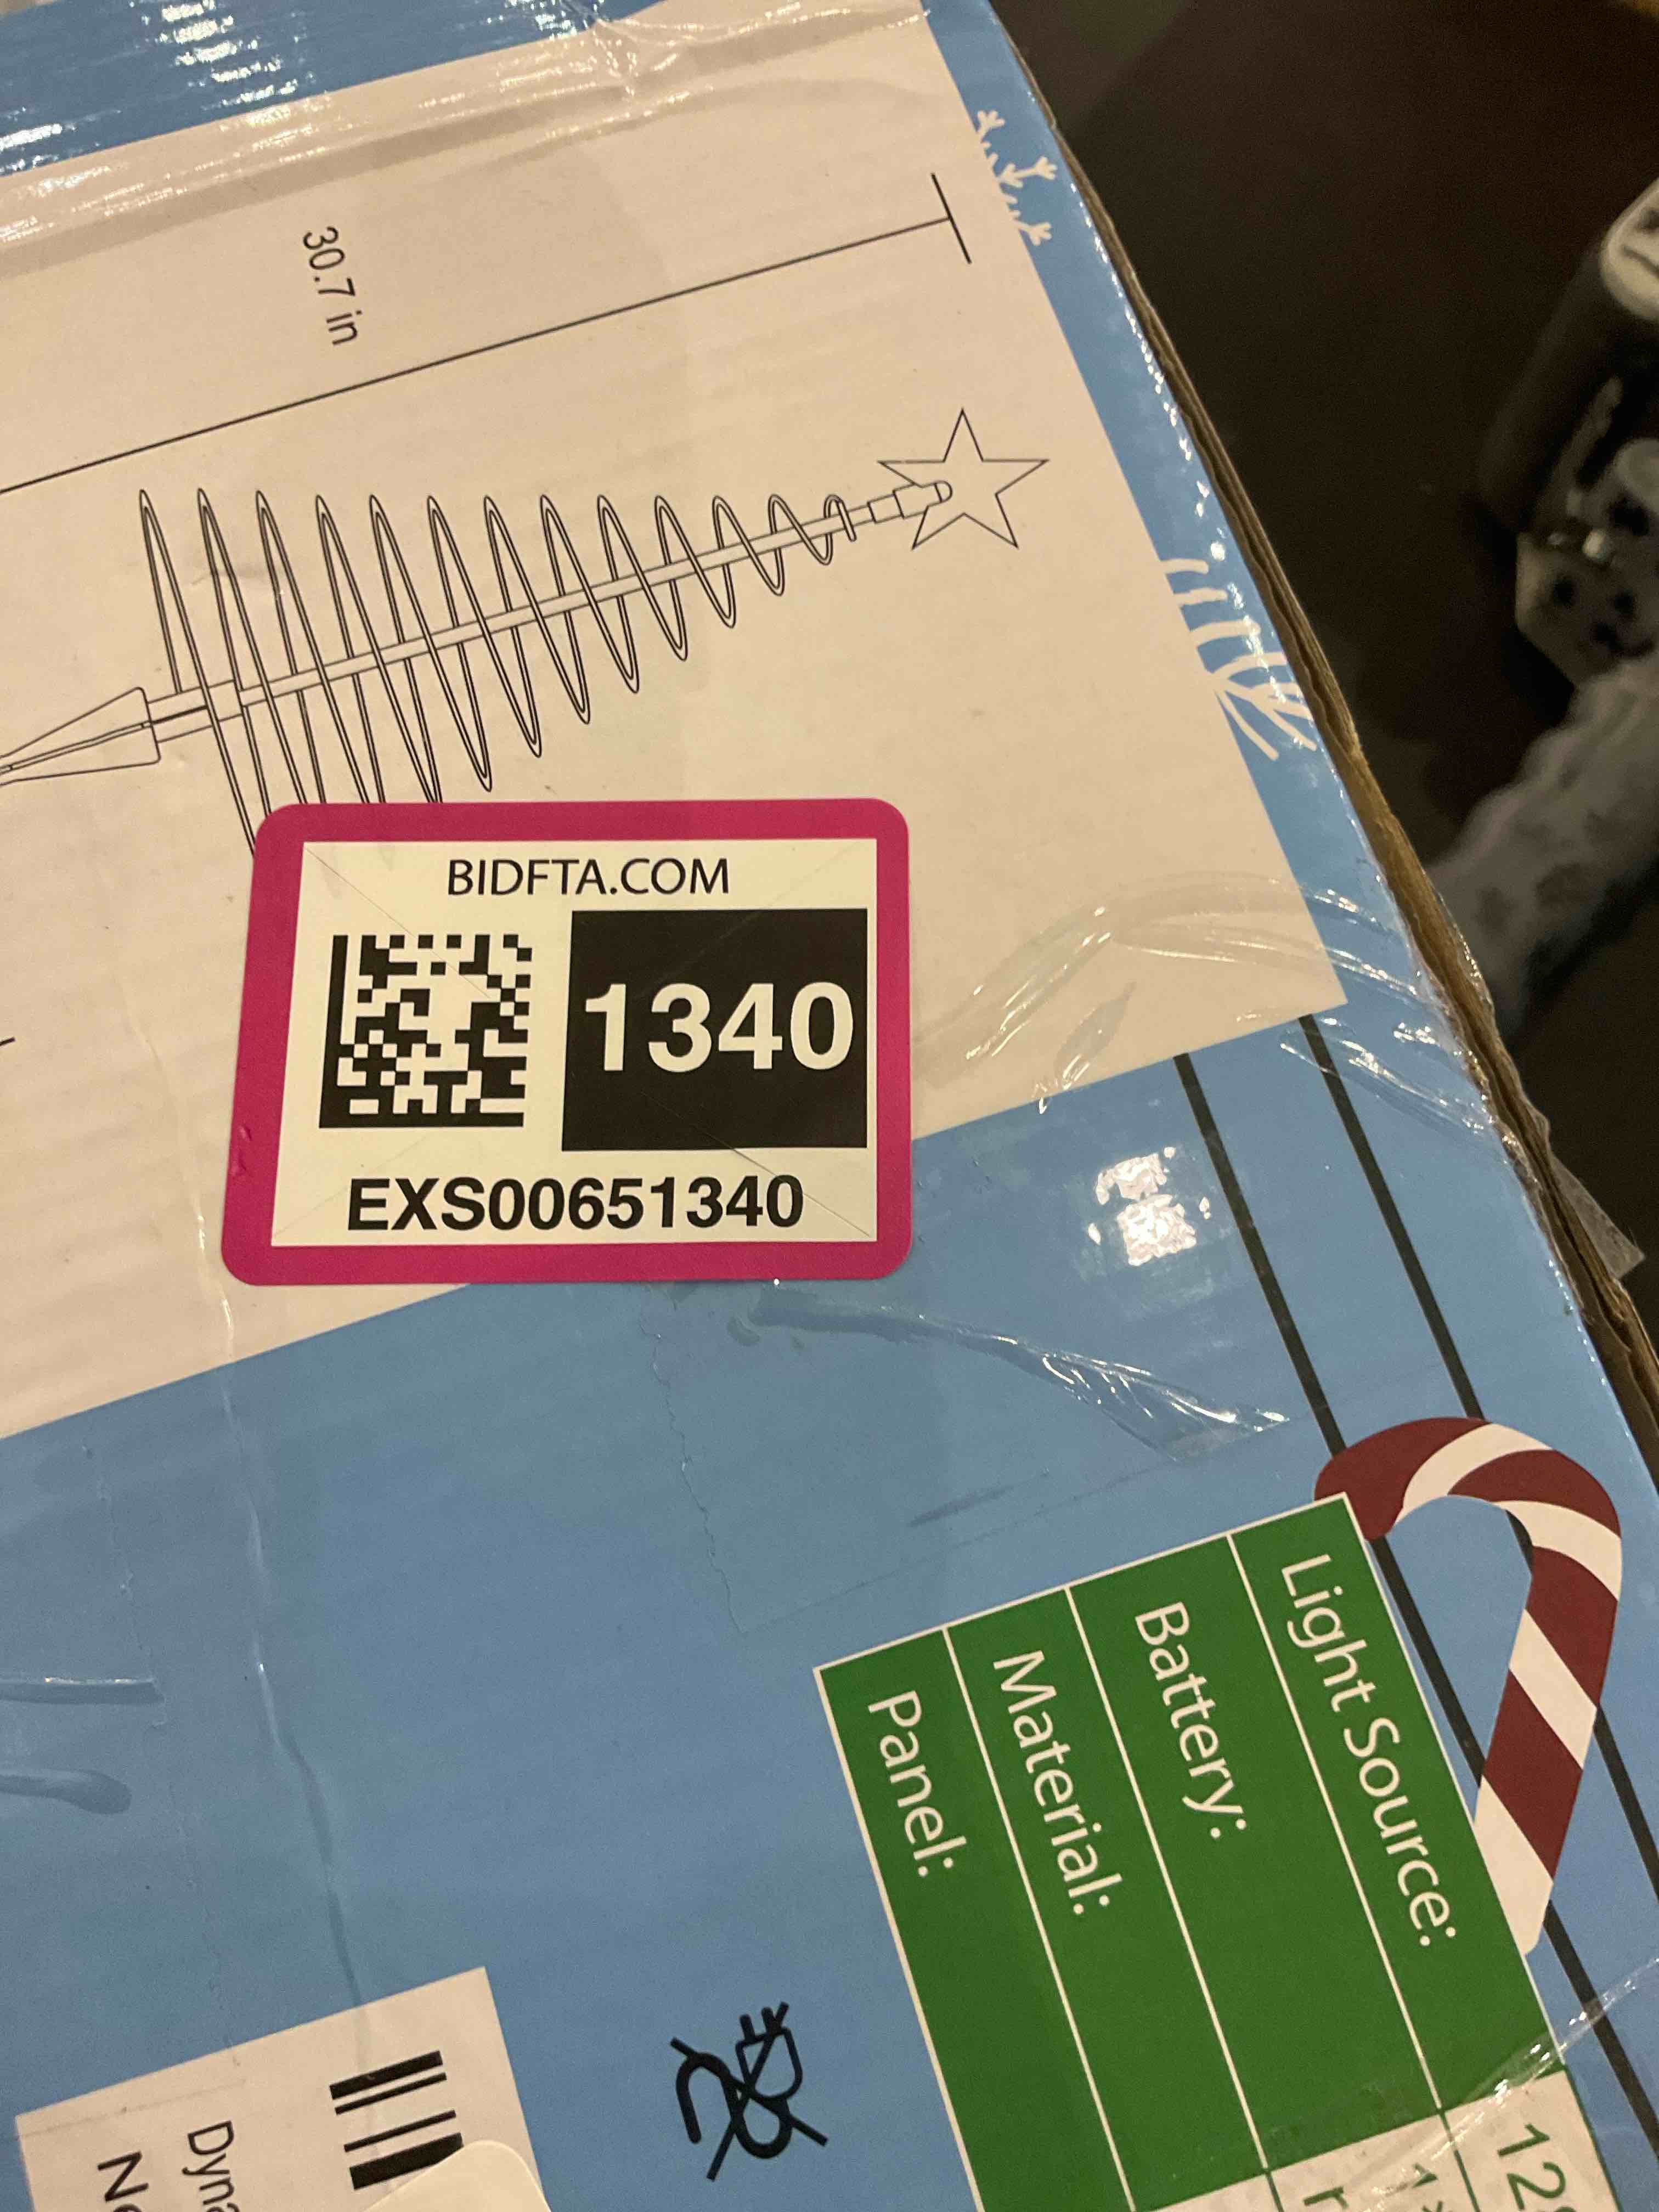 30.7 in
BIDFTA.COM
1340
EXS00651340
Light Source:
Battery:
Material:
Panel: